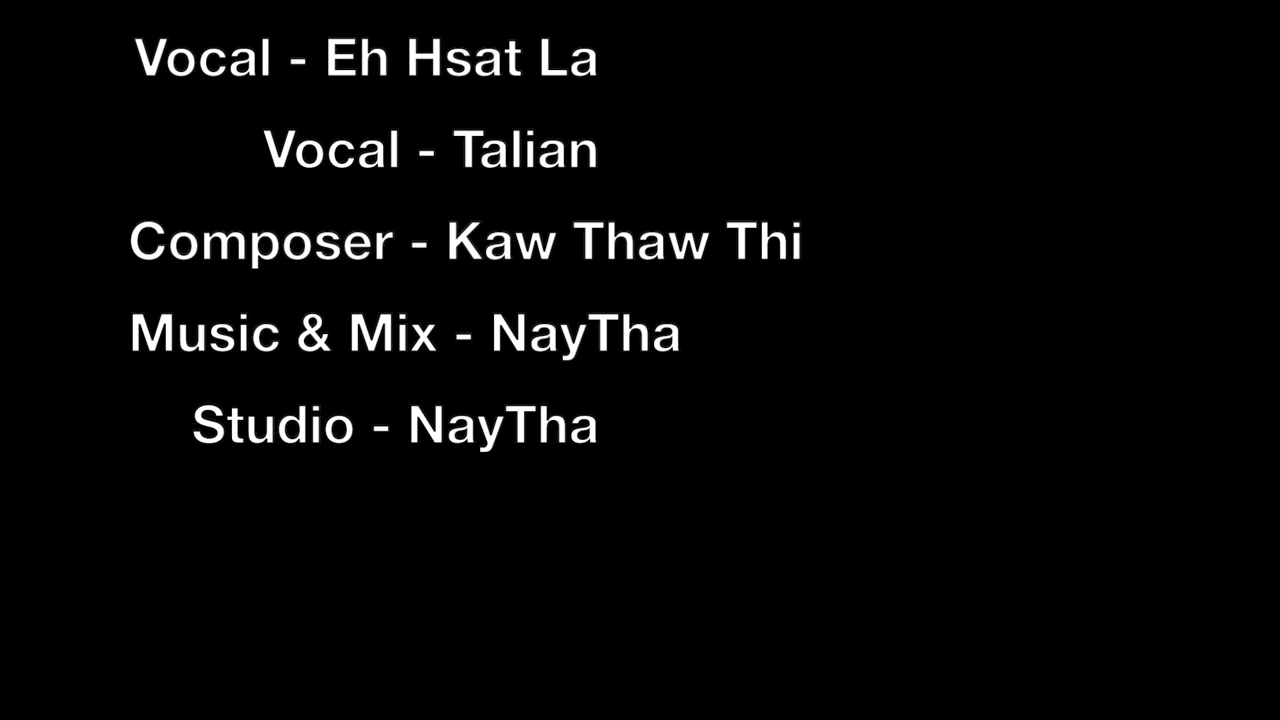 Vocal - Eh Hsat La
Vocal - Talian
Composer - Kaw Thaw Thi
Music & Mix - NayTha
Studio - NayTha